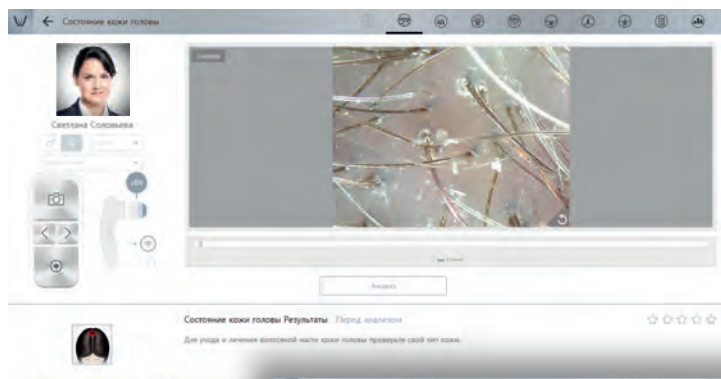 Состояние кожи головы
Светлана Соловьева
Анализ
Состояние кожи головы Результаты Перед анализом
Для ухода и лечения волосяной части кожи головы проверьте свой тип кожи.